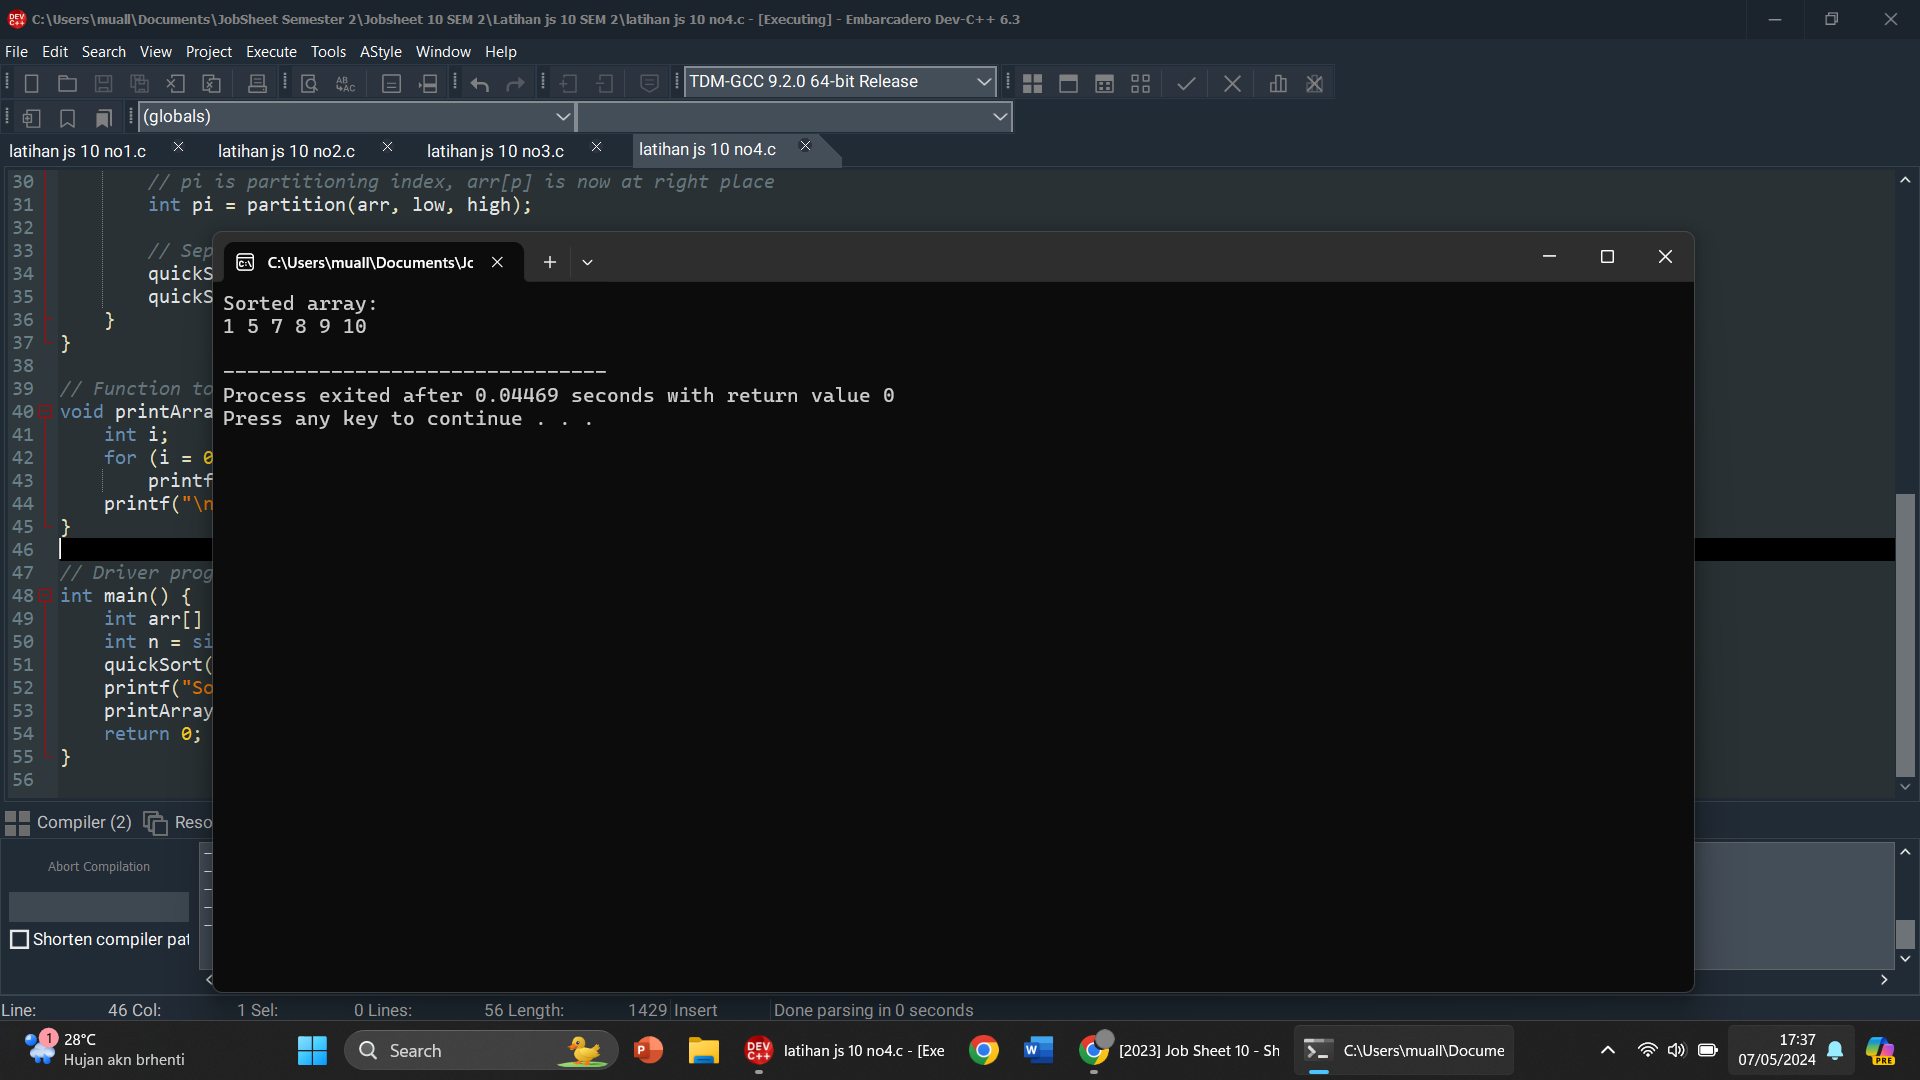 C:\Users\muall\Documents\JobSheet Semester 2\Jobsheet 10 SEM 2\Latihan js 10 SEM 2\latihan js 10 no4.c - [Executing] - Embarcadero Dev-C++ 6.3
File Edit Search View Project Execute Tools AStyle Window Help
TDM-GCC 9.2.0 64-bit Release
(globals)
latihan js 10 no1.c latihan js 10 no2.c latihan js 10 no3.c latihan js 10 no4.c
30 // pi is partitioning index, arr[p] is now at right place
31 int pi = partition(arr, low, high);
32
33 // Sep
34 quickS
35 quickS
36 }
37 }
38
39 // Function to
40 void printArra
41 int i;
42 for (i = 0
43 printf
44 printf("\n
45 }
46
47 // Driver prog
48 int main() {
49 int arr[]
50 int n = si
51 quickSort(
52 printf("So
53 printArray
54 return 0;
55 }
56
C:\Users\muall\Documents\Jc
Sorted array:
1 5 7 8 9 10
--------------------------------
Process exited after 0.04469 seconds with return value 0
Press any key to continue . . .
Compiler (2) Reso
Abort Compilation
Shorten compiler pat
Line: 46 Col: 1 Sel: 0 Lines: 56 Length: 1429 Insert Done parsing in 0 seconds
1 28°C
Hujan akn brhenti
Search
latihan js 10 no4.c - [Exe
[2023] Job Sheet 10 - Sh
C:\Users\muall\Docume
17:37
07/05/2024
PRE